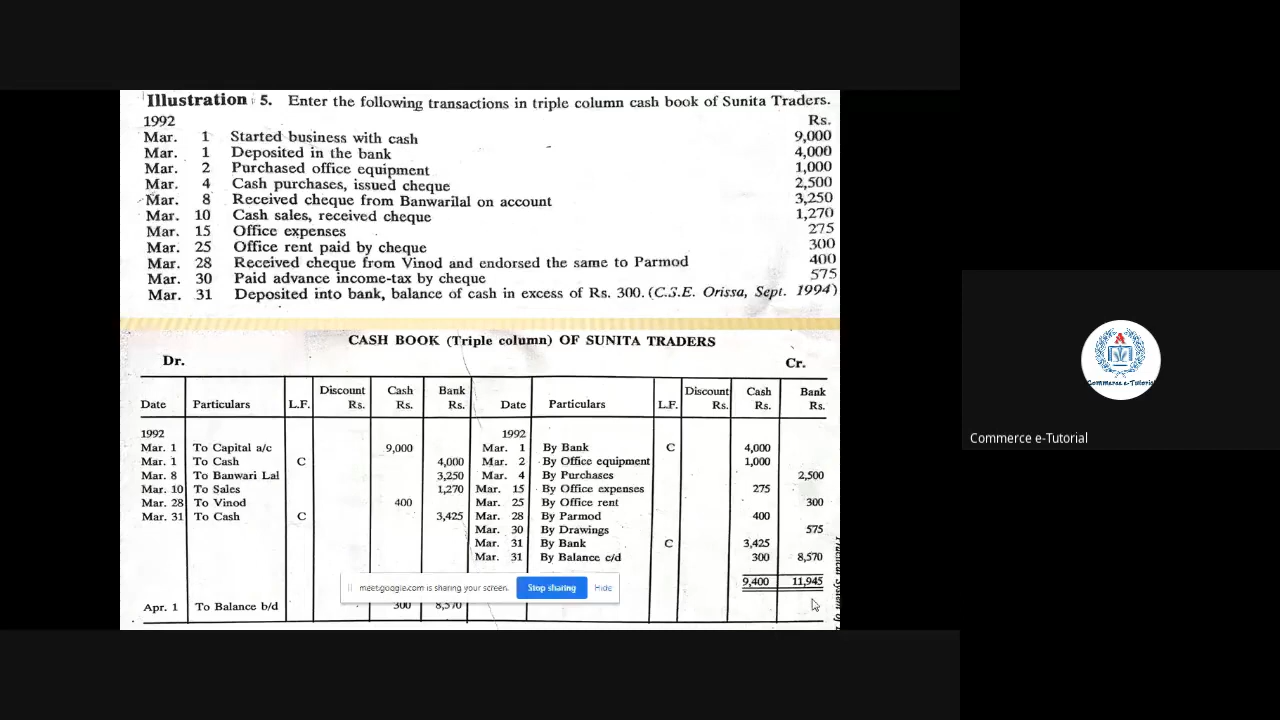 Illustration 5. Enter the following transactions in triple column cash book of Sunita Traders.
1992 Rs.
Mar. 1 Started business with cash 9,000
Mar. 1 Deposited in the bank 4,000
Mar. 2 Purchased office equipment 1,000
Mar. 4 Cash purchases, issued cheque 2,500
Mar. 8 Received cheque from Banwarilal on account 3,250
Mar. 10 Cash sales, received cheque 1,270
Mar. 15 Office expenses 275
Mar. 25 Office rent paid by cheque 300
Mar. 28 Received cheque from Vinod and endorsed the same to Parmod 400
Mar. 30 Paid advance income-tax by cheque 575
Mar. 31 Deposited into bank, balance of cash in excess of Rs. 300. (C.S.E. Orissa, Sept. 1994)
CASH BOOK (Triple column) OF SUNITA TRADERS
Dr. Cr.
Discount Cash Bank Discount Cash Bank
Date Particulars L.F. Rs. Rs. Rs. Date Particulars L.F. Rs. Rs. Rs.
1992 1992
Mar. 1 To Capital a/c 9,000 Mar. 1 By Bank C 4,000
Mar. 1 To Cash C 4,000 Mar. 2 By Office equipment 1,000
Mar. 8 To Banwari Lal 3,250 Mar. 4 By Purchases 2,500
Mar. 10 To Sales 1,270 Mar. 15 By Office expenses 275
Mar. 28 To Vinod 400 Mar. 25 By Office rent 300
Mar. 31 To Cash C 3,425 Mar. 28 By Parmod 400
Mar. 30 By Drawings 575
Mar. 31 By Bank C 3,425
Mar. 31 By Balance c/d 300 8,570
9,400 11,945
meet.google.com is sharing your screen. Stop sharing Hide
Apr. 1 To Balance b/d 300 8,570
Commerce e-Tutorial
Commerce e-Tutorial